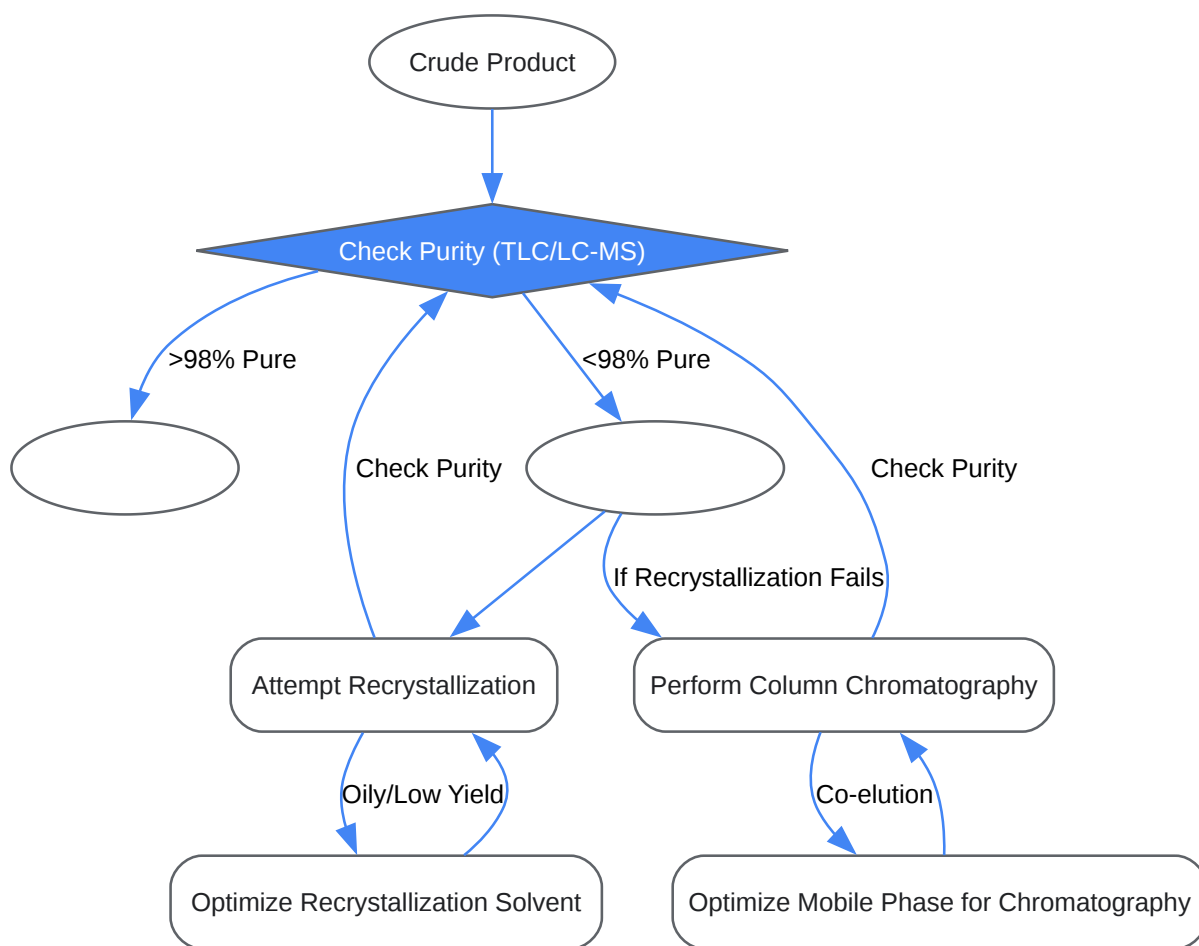 Crude Product
Check Purity (TLC/LC-MS)
>98% Pure
<98% Pure
Check Purity
Check Purity
If Recrystallization Fails
Attempt Recrystallization
Perform Column Chromatography
Oily/Low Yield
Co-elution
Optimize Recrystallization Solvent
Optimize Mobile Phase for Chromatography